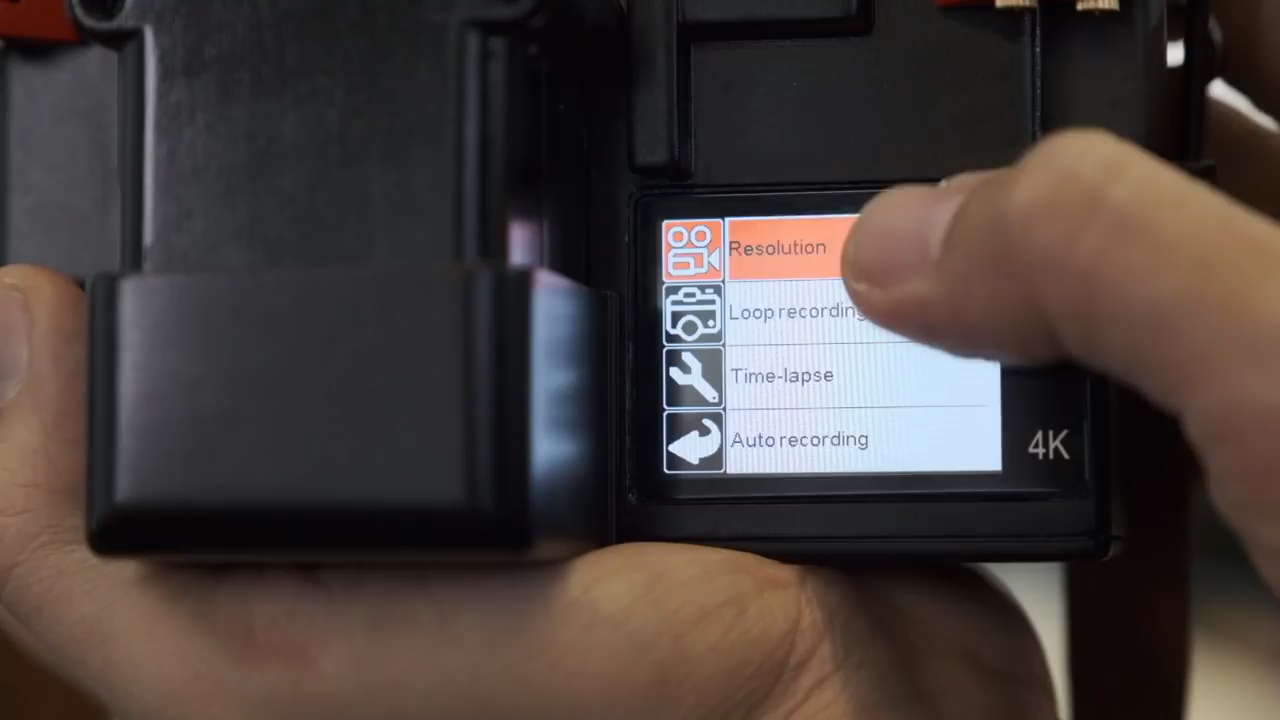 Resolution
Loop recording
Time-lapse
Auto recording
4K